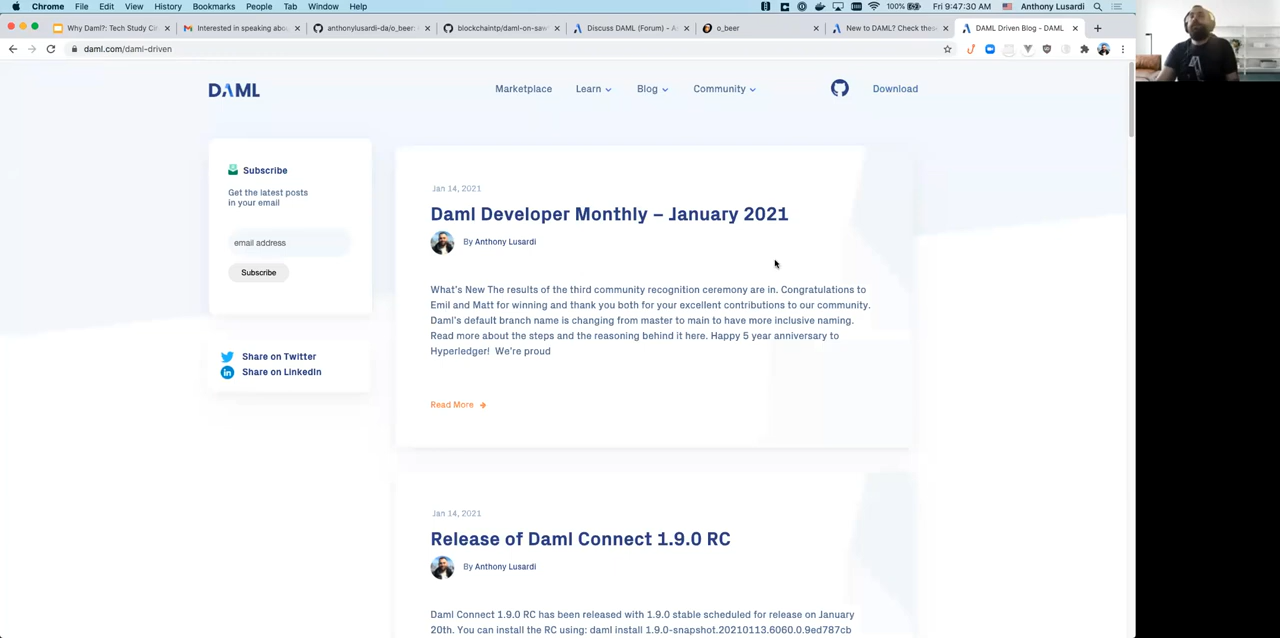 Chrome File Edit View History Bookmarks People Tab Window Help 100% Fri 9:47:30 AM Anthony Lusardi
Why Daml?: Tech Study Ci Interested in speaking abou anthonylusardi-da/o_beer: blockchaintp/daml-on-saw Discuss DAML (Forum) - A o_beer New to DAML? Check the DAML Driven Blog - DAML
daml.com/daml-driven
DAML
Marketplace Learn Blog Community Download
Subscribe
Get the latest posts
in your email
email address
Subscribe
Share on Twitter
Share on LinkedIn
Jan 14, 2021
Daml Developer Monthly – January 2021
By Anthony Lusardi
What's New The results of the third community recognition ceremony are in. Congratulations to
Emil and Matt for winning and thank you both for your excellent contributions to our community.
Daml's default branch name is changing from master to main to have more inclusive naming.
Read more about the steps and the reasoning behind it here. Happy 5 year anniversary to
Hyperledger! We're proud
Read More
Jan 14, 2021
Release of Daml Connect 1.9.0 RC
By Anthony Lusardi
Daml Connect 1.9.0 RC has been released with 1.9.0 stable scheduled for release on January
20th. You can install the RC using: daml install 1.9.0-snapshot.20210113.6060.0.9ed787cb